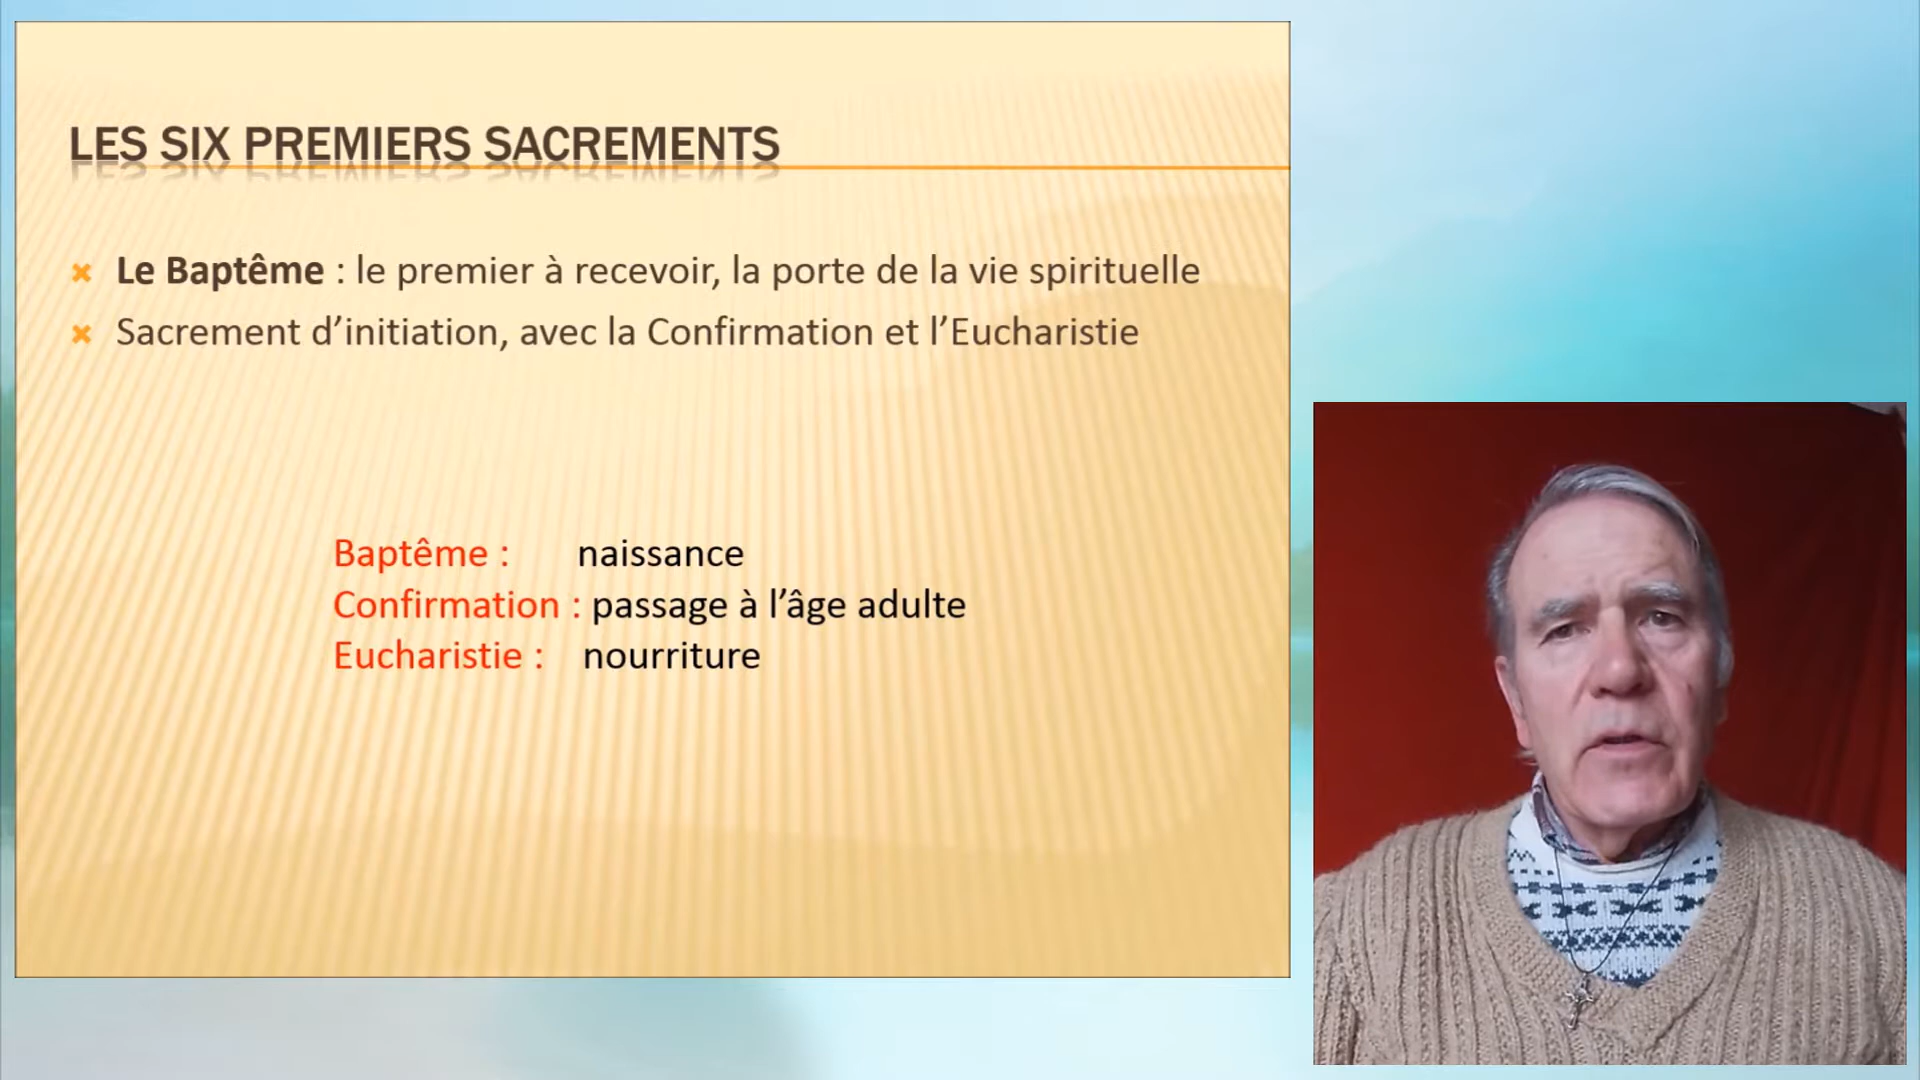 LES SIX PREMIERS SACREMENTS
Le Baptême : le premier à recevoir, la porte de la vie spirituelle
Sacrement d’initiation, avec la Confirmation et l’Eucharistie
Baptême : naissance
Confirmation : passage à l’âge adulte
Eucharistie : nourriture